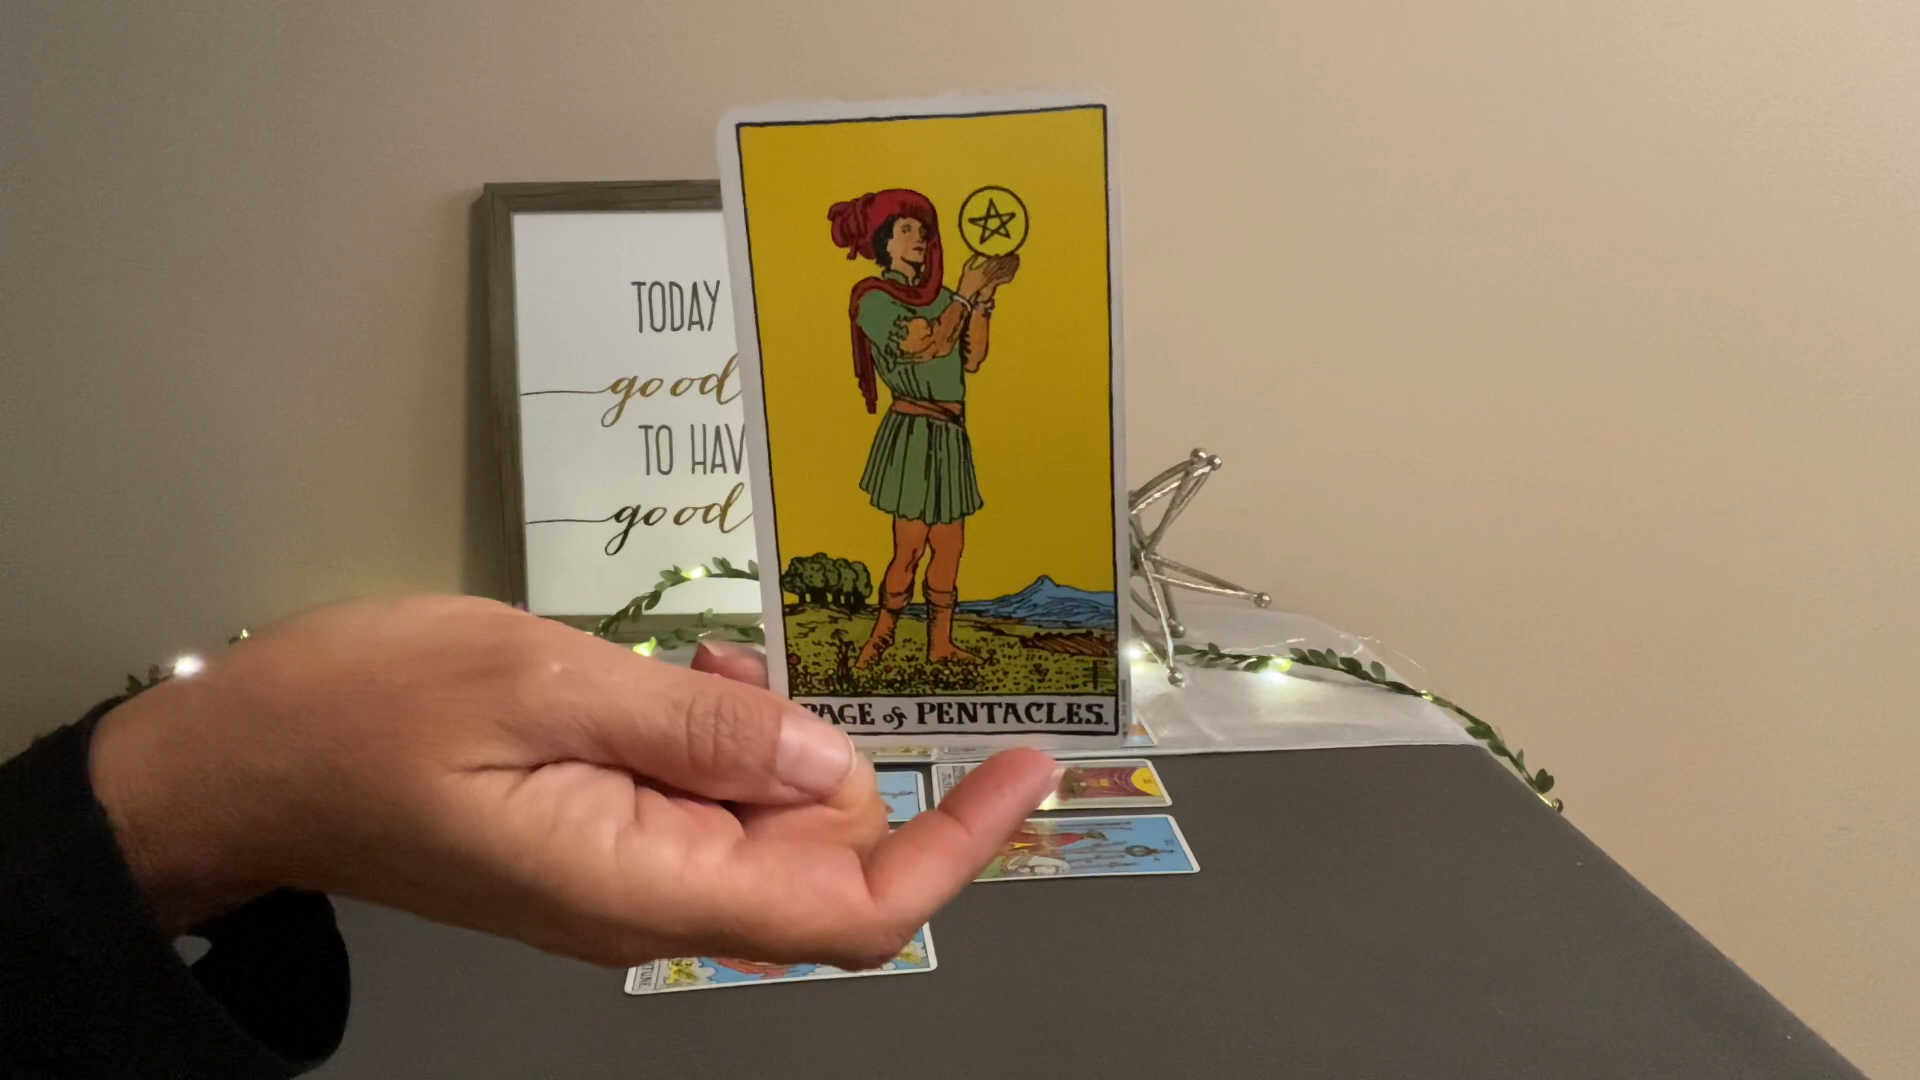 TODAY
good
TO HAV
good
PAGE of PENTACLES.